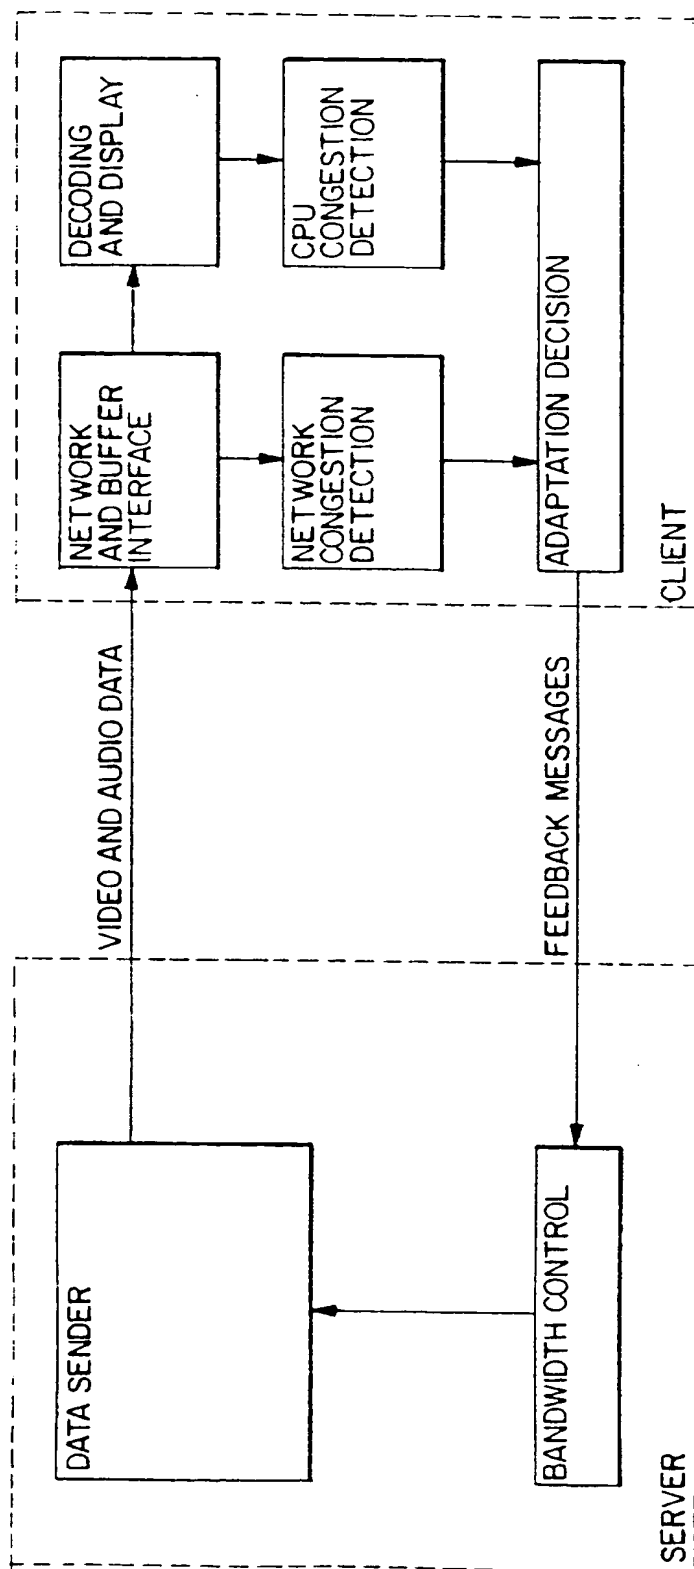 DATA SENDER
BANDWIDTH CONTROL
SERVER
VIDEO AND AUDIO DATA
FEEDBACK MESSAGES
NETWORK
AND BUFFER
INTERFACE
DECODING
AND DISPLAY
NETWORK
CONGESTION
DETECTION
CPU
CONGESTION
DETECTION
ADAPTATION DECISION
CLIENT